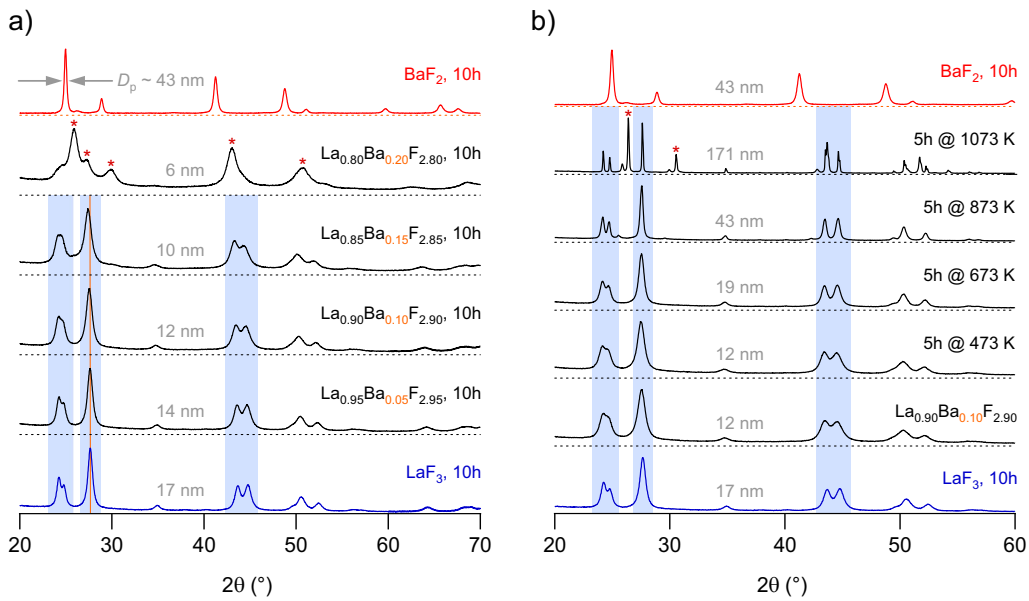 a)
BaF₂, 10h
Dₚ ~ 43 nm
* * * * *
La₀.₈₀Ba₀.₂₀F₂.₈₀, 10h
6 nm
La₀.₈₅Ba₀.₁₅F₂.₈₅, 10h
10 nm
La₀.₉₀Ba₀.₁₀F₂.₉₀, 10h
12 nm
La₀.₉₅Ba₀.₀₅F₂.₉₅, 10h
14 nm
LaF₃, 10h
17 nm
20 30 40 50 60 70
2θ (°)
b)
BaF₂, 10h
43 nm
* *
5h @ 1073 K
171 nm
5h @ 873 K
43 nm
5h @ 673 K
19 nm
5h @ 473 K
12 nm
La₀.₉₀Ba₀.₁₀F₂.₉₀
12 nm
LaF₃, 10h
17 nm
20 30 40 50 60
2θ (°)